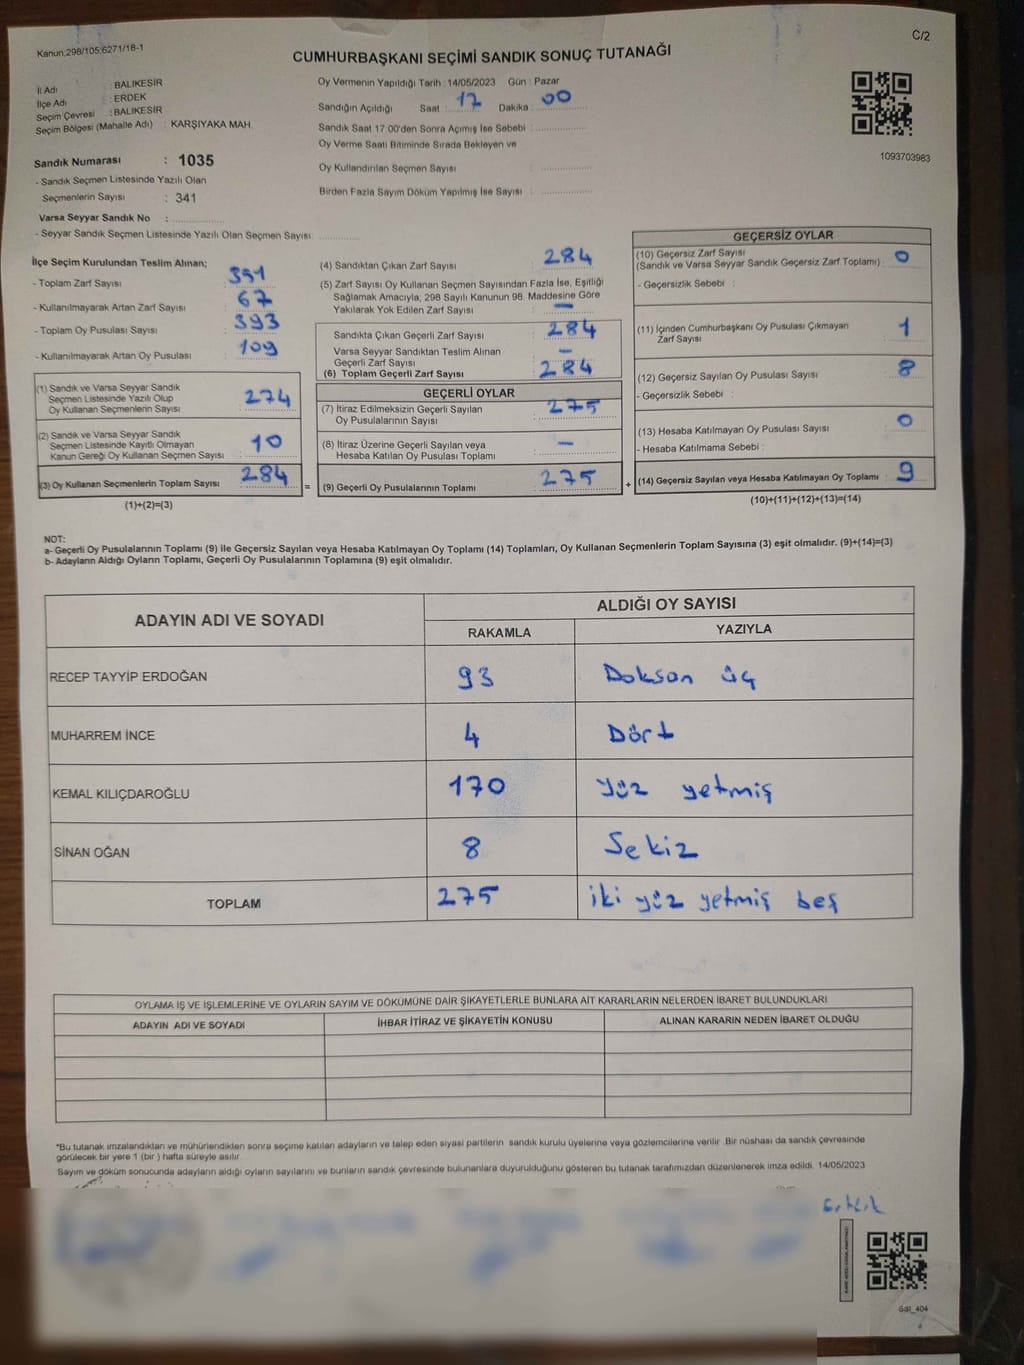 Kanun,298/105;6271/18-1
C/2
CUMHURBAŞKANI SEÇİMİ SANDIK SONUÇ TUTANAĞI
İl Adı : BALIKESİR
İlçe Adı : ERDEK
Seçim Çevresi : BALIKESİR
Seçim Bölgesi (Mahalle Adı) : KARŞIYAKA MAH.
Sandık Numarası : 1035
- Sandık Seçmen Listesinde Yazılı Olan
Seçmenlerin Sayısı : 341
Varsa Seyyar Sandık No :
- Seyyar Sandık Seçmen Listesinde Yazılı Olan Seçmen Sayısı:
Oy Vermenin Yapıldığı Tarih : 14/05/2023 Gün : Pazar
Sandığın Açıldığı Saat : 17 Dakika : 00
Sandık Saat 17.00'den Sonra Açımış İse Sebebi :
Oy Verme Saati Bitiminde Sırada Bekleyen ve
Oy Kullandırılan Seçmen Sayısı :
Birden Fazla Sayım Döküm Yapılmış İse Sayısı :
1093703983
İlçe Seçim Kurulundan Teslim Alınan;
- Toplam Zarf Sayısı : 351
- Kullanılmayarak Artan Zarf Sayısı : 67
- Toplam Oy Pusulası Sayısı : 393
- Kullanılmayarak Artan Oy Pusulası : 109
(1) Sandık ve Varsa Seyyar Sandık
Seçmen Listesinde Yazılı Olup
Oy Kullanan Seçmenlerin Sayısı : 274
(2) Sandık ve Varsa Seyyar Sandık
Seçmen Listesinde Kayıtlı Olmayan
Kanun Gereği Oy Kullanan Seçmen Sayısı : 10
(3) Oy Kullanan Seçmenlerin Toplam Sayısı : 284
(1)+(2)=(3)
=
(4) Sandıktan Çıkan Zarf Sayısı : 284
(5) Zarf Sayısı Oy Kullanan Seçmen Sayısından Fazla İse, Eşitliği
Sağlamak Amacıyla; 298 Sayılı Kanunun 98. Maddesine Göre
Yakılarak Yok Edilen Zarf Sayısı : —
Sandıkta Çıkan Geçerli Zarf Sayısı : 284
Varsa Seyyar Sandıktan Teslim Alınan
Geçerli Zarf Sayısı : —
(6) Toplam Geçerli Zarf Sayısı : 284
GEÇERLİ OYLAR
(7) İtiraz Edilmeksizin Geçerli Sayılan
Oy Pusulalarının Sayısı : 275
(8) İtiraz Üzerine Geçerli Sayılan veya
Hesaba Katılan Oy Pusulası Toplamı : —
(9) Geçerli Oy Pusulalarının Toplamı : 275
+
GEÇERSİZ OYLAR
(10) Geçersiz Zarf Sayısı
(Sandık ve Varsa Seyyar Sandık Geçersiz Zarf Toplamı) : 0
- Geçersizlik Sebebi :
(11) İçinden Cumhurbaşkanı Oy Pusulası Çıkmayan
Zarf Sayısı : 1
(12) Geçersiz Sayılan Oy Pusulası Sayısı : 8
- Geçersizlik Sebebi :
(13) Hesaba Katılmayan Oy Pusulası Sayısı : 0
- Hesaba Katılmama Sebebi :
(14) Geçersiz Sayılan veya Hesaba Katılmayan Oy Toplamı : 9
(10)+(11)+(12)+(13)=(14)
NOT:
a- Geçerli Oy Pusulalarının Toplamı (9) ile Geçersiz Sayılan veya Hesaba Katılmayan Oy Toplamı (14) Toplamları, Oy Kullanan Seçmenlerin Toplam Sayısına (3) eşit olmalıdır. (9)+(14)=(3)
b- Adayların Aldığı Oyların Toplamı, Geçerli Oy Pusulalarının Toplamına (9) eşit olmalıdır.
ADAYIN ADI VE SOYADI
ALDIĞI OY SAYISI
RAKAMLA YAZIYLA
RECEP TAYYİP ERDOĞAN 93 Doksan üç
MUHARREM İNCE 4 Dört
KEMAL KILIÇDAROĞLU 170 Yüz yetmiş
SİNAN OĞAN 8 Sekiz
TOPLAM 275 iki yüz yetmiş beş
OYLAMA İŞ VE İŞLEMLERİNE VE OYLARIN SAYIM VE DÖKÜMÜNE DAİR ŞİKAYETLERLE BUNLARA AİT KARARLARIN NELERDEN İBARET BULUNDUKLARI
ADAYIN ADI VE SOYADI İHBAR İTİRAZ VE ŞİKAYETİN KONUSU ALINAN KARARIN NEDEN İBARET OLDUĞU
*Bu tutanak imzalandıktan ve mühürlendikten sonra seçime katılan adayların ve talep eden siyasi partilerin sandık kurulu üyelerine veya gözlemcilerine verilir. Bir nüshası da sandık çevresinde
görülecek bir yere 1 (bir) hafta süreyle asılır.
Sayım ve döküm sonucunda adayların aldığı oyların sayılarını ve bunların sandık çevresinde bulunanlara duyurulduğunu gösteren bu tutanak tarafımızdan düzenlenerek imza edildi. 14/05/2023